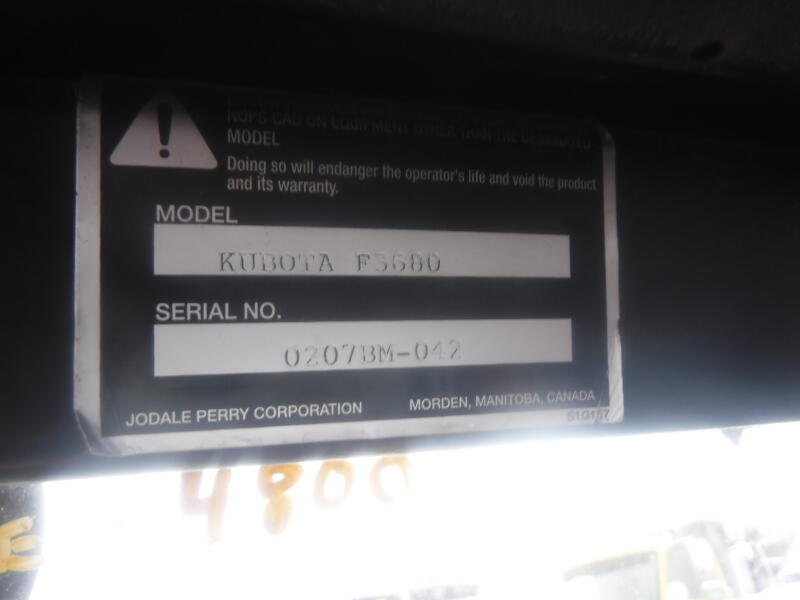 ROPS CAB ON EQUIPMENT OTHER THAN THE DESIGNATED
MODEL
Doing so will endanger the operator's life and void the product
and its warranty.
MODEL
KUBOTA F3680
SERIAL NO.
0207BM-042
JODALE PERRY CORPORATION
MORDEN, MANITOBA, CANADA
S1G157
4800